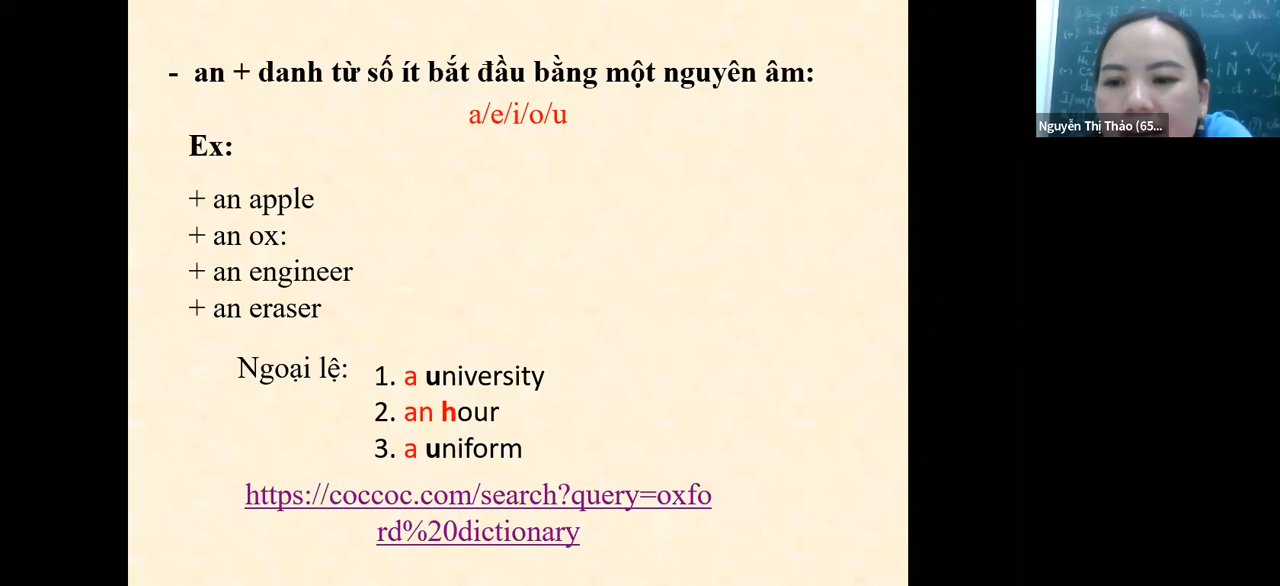 - an + danh từ số ít bắt đầu bằng một nguyên âm:
a/e/i/o/u
Ex:
+ an apple
+ an ox:
+ an engineer
+ an eraser
Ngoại lệ:
1. a university
2. an hour
3. a uniform
https://coccoc.com/search?query=oxfo
rd%20dictionary
Nguyễn Thị Thảo (65...